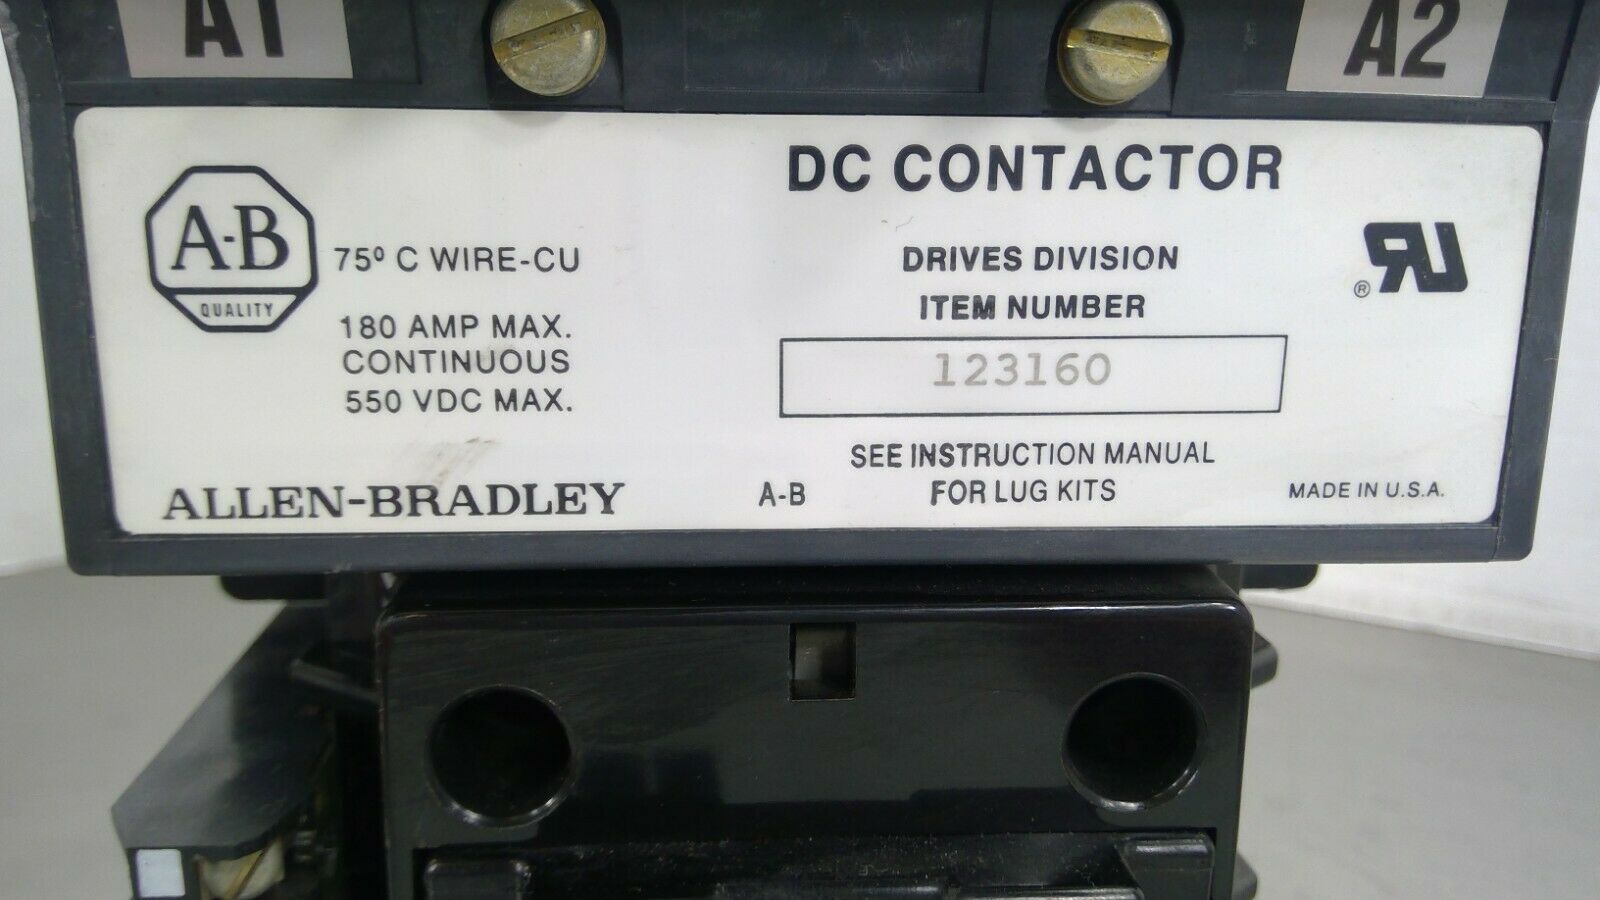 A1
A2
DC CONTACTOR
A-B
QUALITY
75° C WIRE-CU
180 AMP MAX.
CONTINUOUS
550 VDC MAX.
DRIVES DIVISION
ITEM NUMBER
123160
RU
®
ALLEN-BRADLEY
A-B
SEE INSTRUCTION MANUAL
FOR LUG KITS
MADE IN U.S.A.